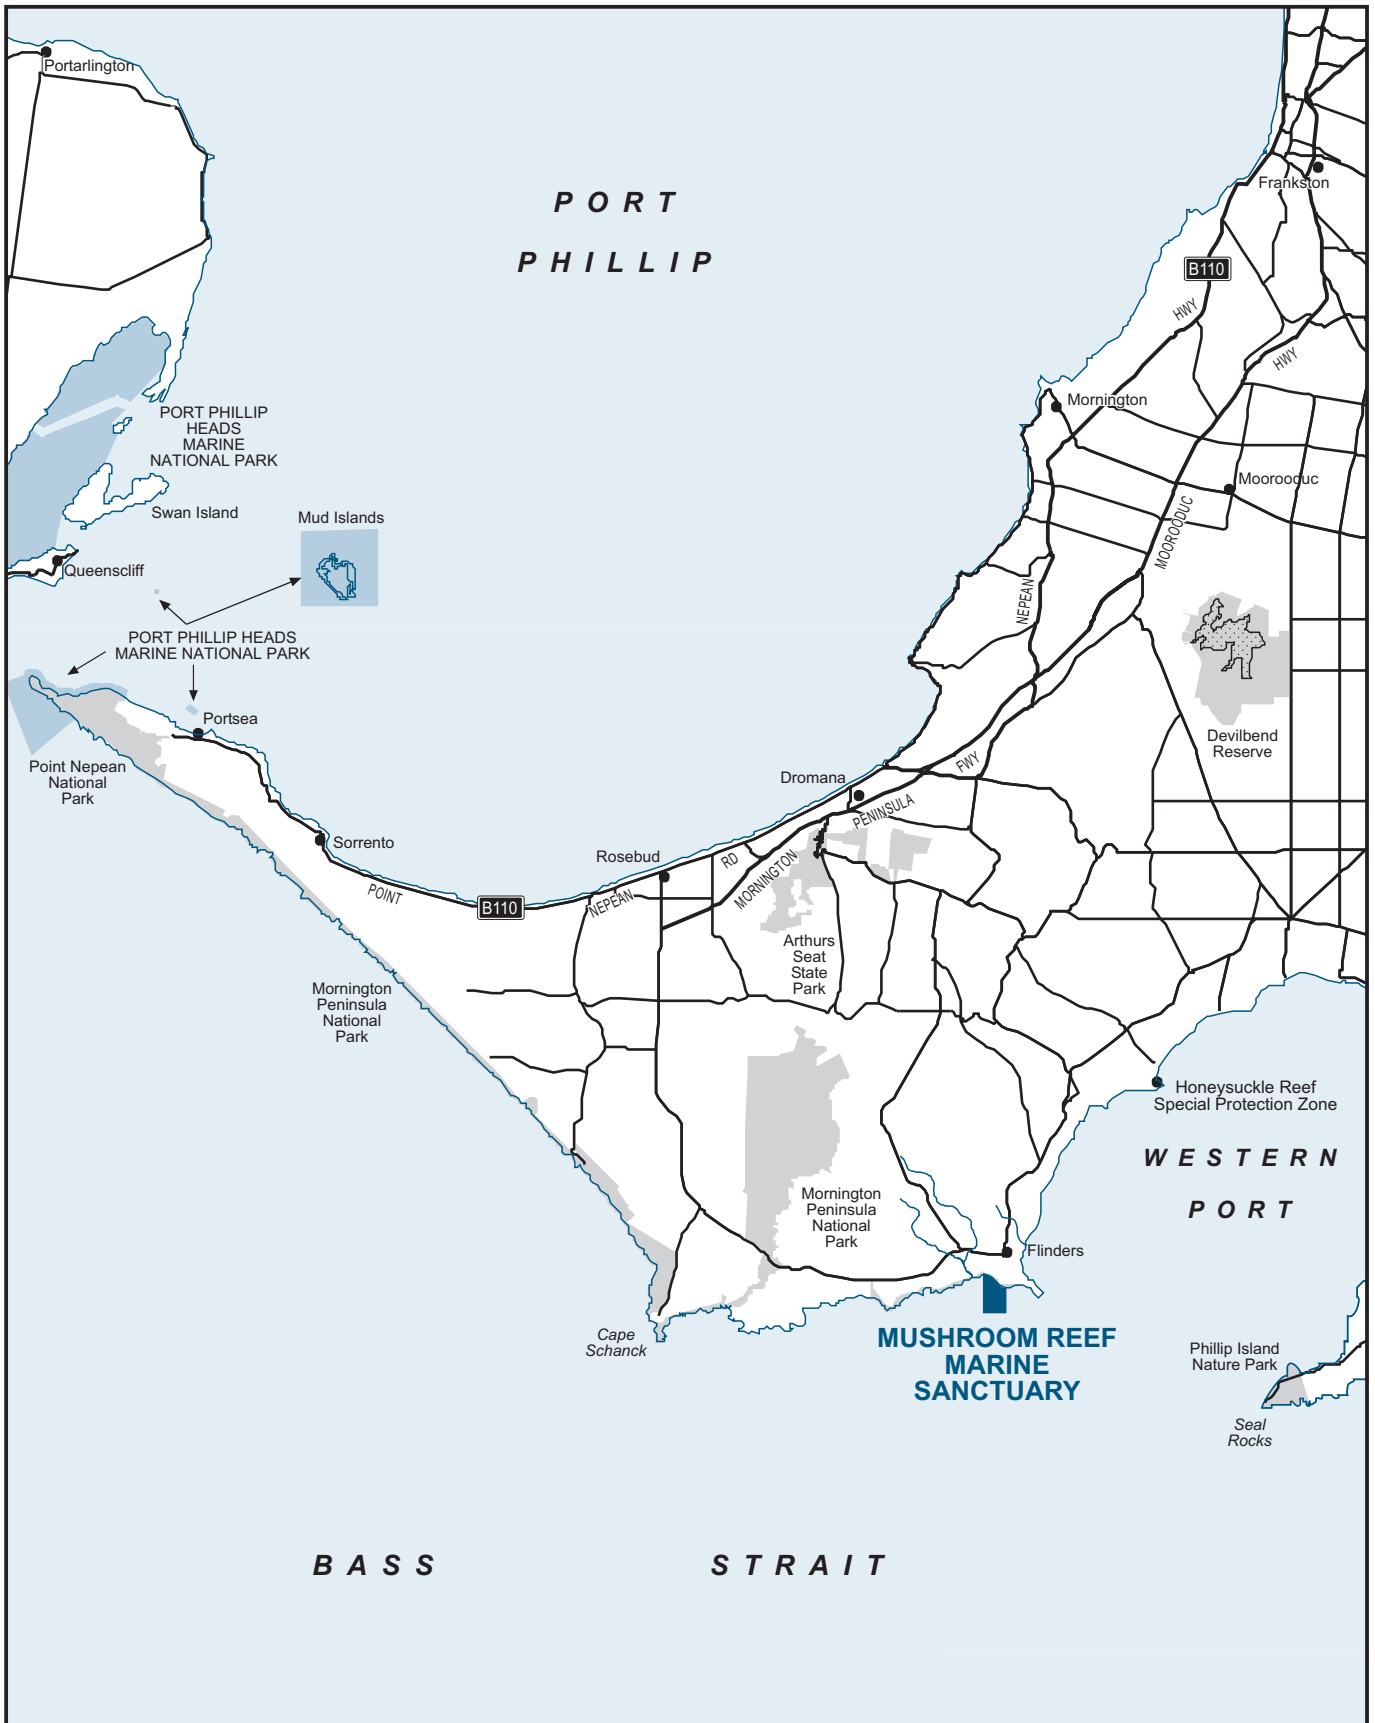 Portarlington
PORT
PHILLIP
Frankston
B110
HWY
HWY
Mornington
PORT PHILLIP
HEADS
MARINE
NATIONAL PARK
Moorooduc
Swan Island
Mud Islands
MOOROODUC
Queenscliff
NEPEAN
PORT PHILLIP HEADS
MARINE NATIONAL PARK
Portsea
Devilbend
Reserve
Point Nepean
National
Park
FWY
Dromana
PENINSULA
Sorrento
Rosebud
RD
MORNINGTON
POINT
B110
NEPEAN
Arthurs
Seat
State
Park
Mornington
Peninsula
National
Park
Honeysuckle Reef
Special Protection Zone
WESTERN
PORT
Mornington
Peninsula
National
Park
Flinders
Cape
Schanck
MUSHROOM REEF
MARINE
SANCTUARY
Phillip Island
Nature Park
Seal
Rocks
BASS STRAIT